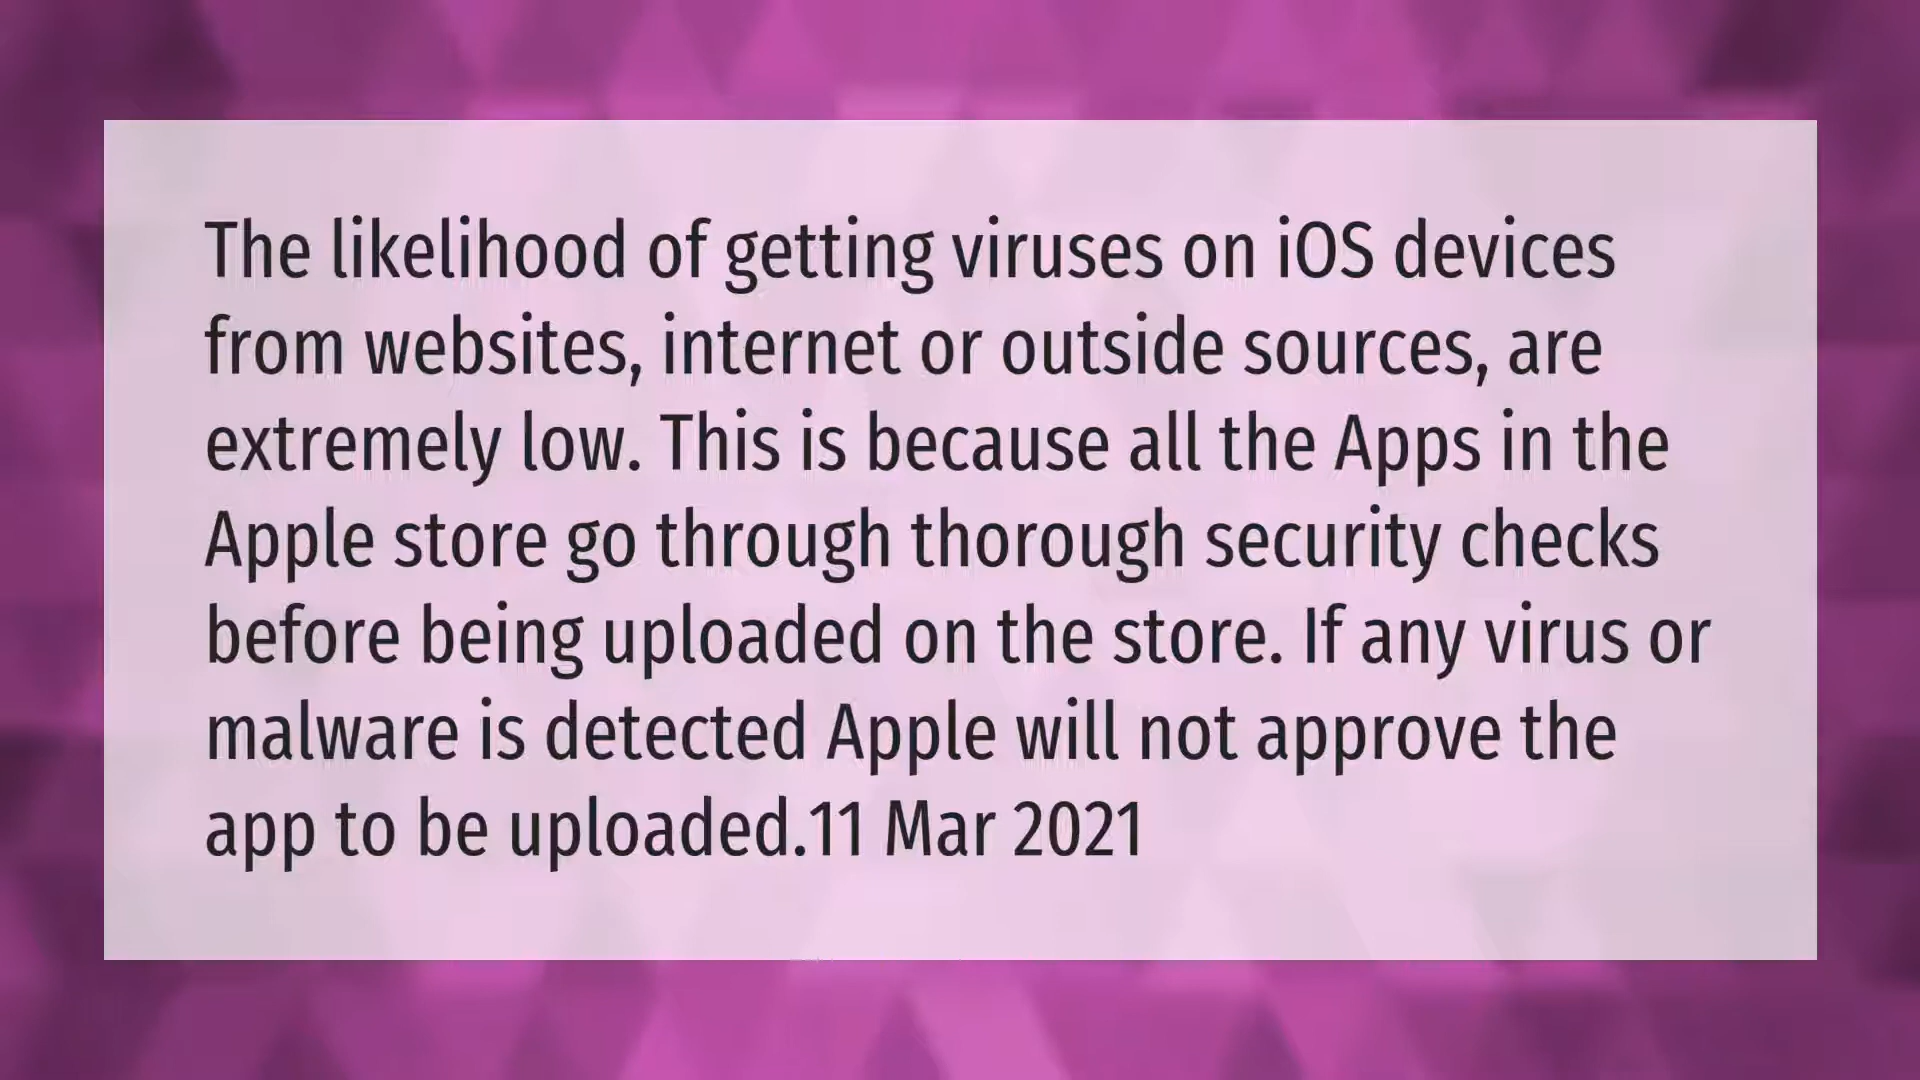 The likelihood of getting viruses on iOS devices
from websites, internet or outside sources, are
extremely low. This is because all the Apps in the
Apple store go through thorough security checks
before being uploaded on the store. If any virus or
malware is detected Apple will not approve the
app to be uploaded.11 Mar 2021